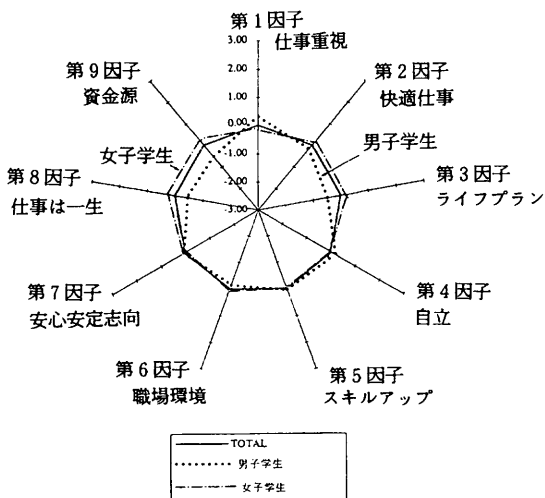 第1因子
仕事重視
3.00
2.00
1.00
0.00
-1.00
-2.00
-3.00
第2因子
快適仕事
男子学生
第3因子
ライフプラン
第4因子
自立
第5因子
スキルアップ
第6因子
職場環境
第7因子
安心安定志向
第8因子
仕事は一生
女子学生
第9因子
資金源
TOTAL
男子学生
女子学生